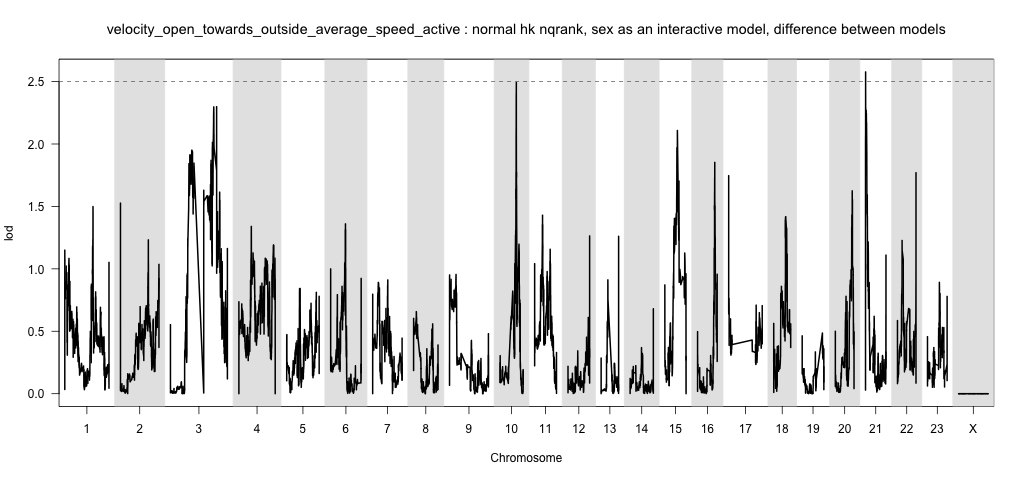 velocity_open_towards_outside_average_speed_active : normal hk nqrank, sex as an interactive model, difference between models
2.5
2.0
1.5
1.0
0.5
0.0
lod
1 2 3 4 5 6 7 8 9 10 11 12 13 14 15 16 17 18 19 20 21 22 23 X
Chromosome